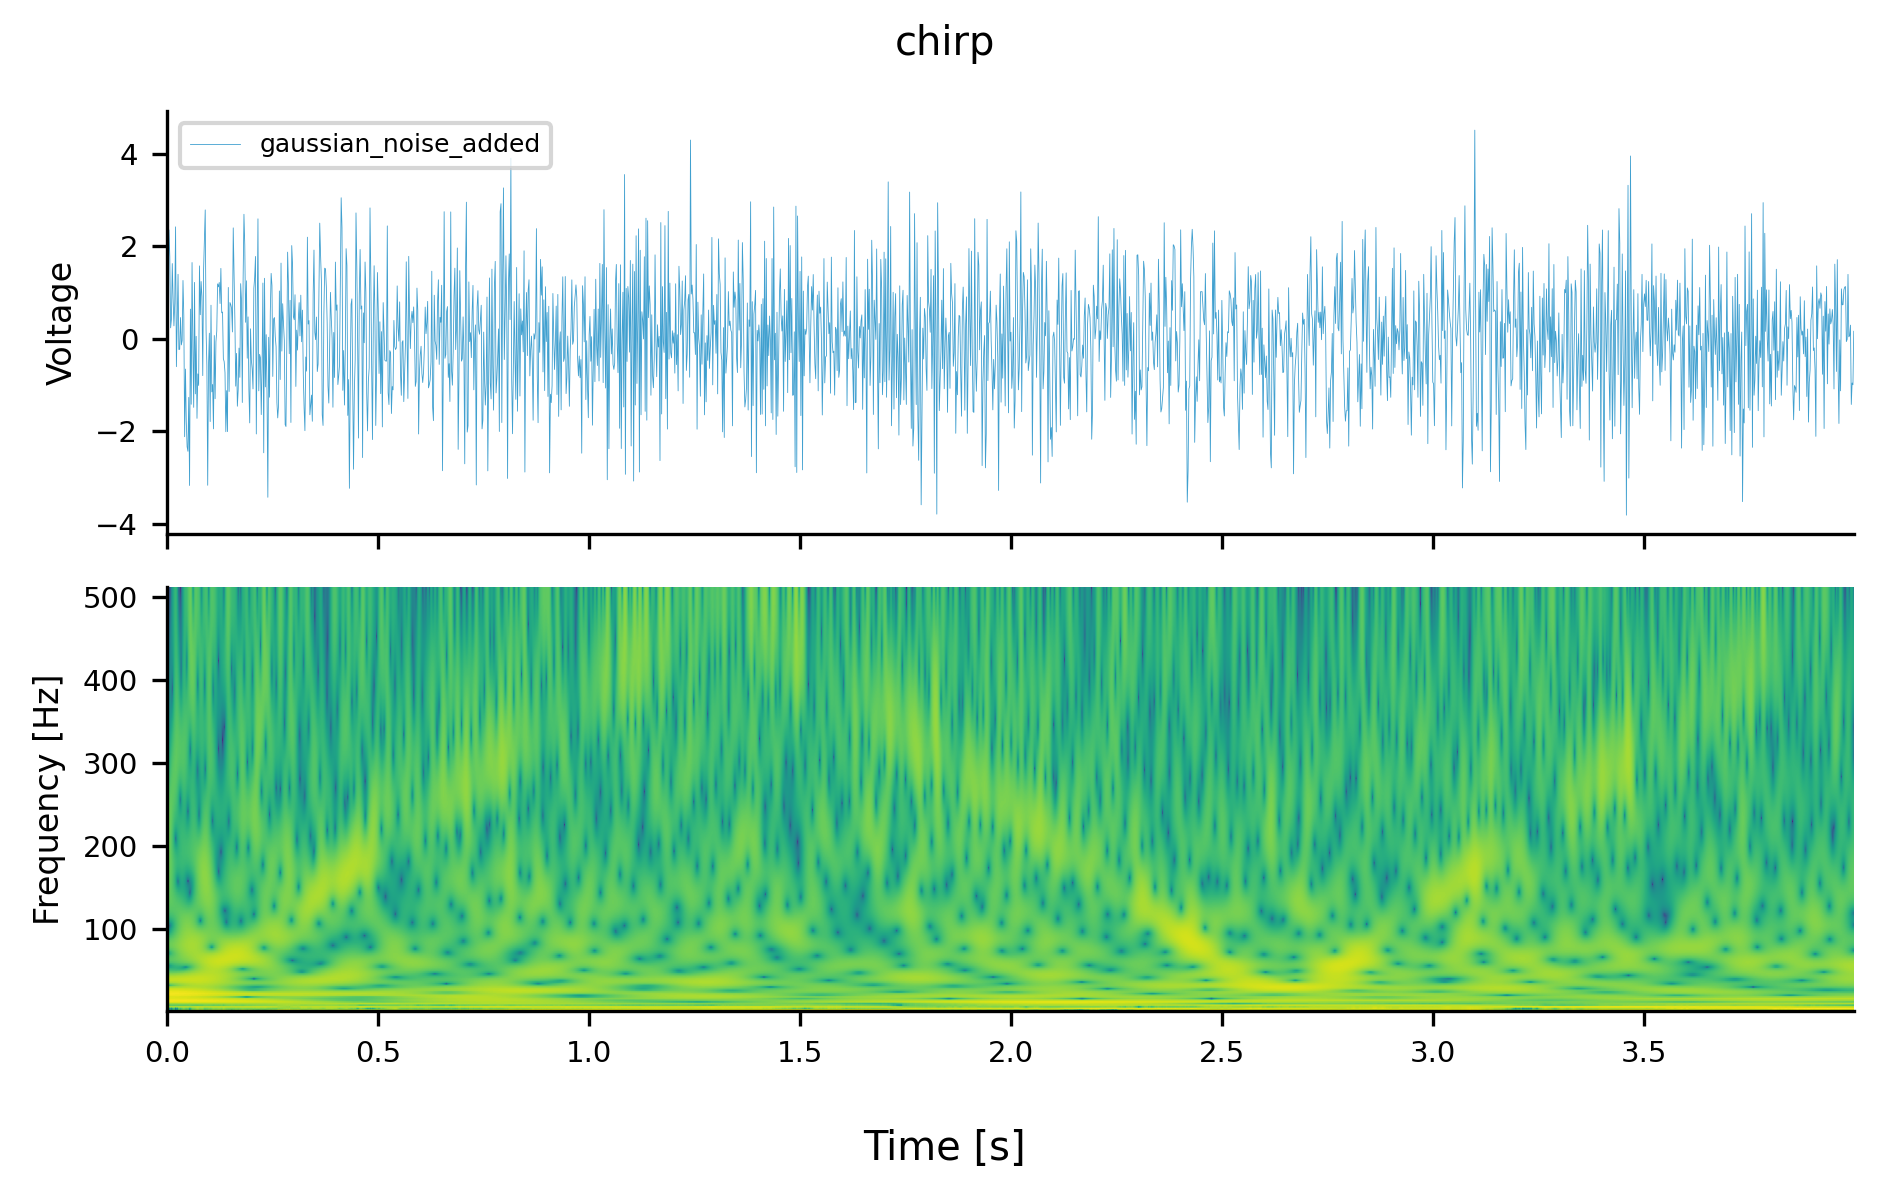 chirp
gaussian_noise_added
Voltage
4
2
0
−2
−4
Frequency [Hz]
500
400
300
200
100
0.0 0.5 1.0 1.5 2.0 2.5 3.0 3.5
Time [s]